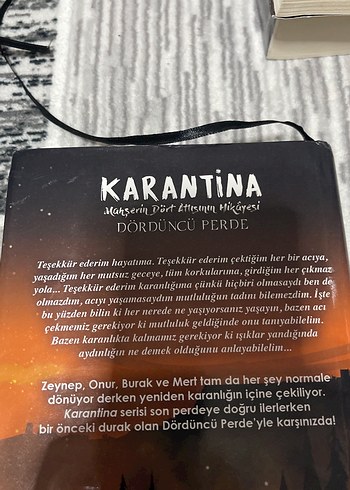 KARANTİNA
Mahşerin Dört Atlısının Hikâyesi
DÖRDÜNCÜ PERDE
Teşekkür ederim hayatıma. Teşekkür ederim çektiğim her bir acıya,
yaşadığım her mutsuz geceye, tüm korkularıma, girdiğim her çıkmaz
yola... Teşekkür ederim karanlığıma çünkü hiçbiri olmasaydı ben de
olmazdım, acıyı yaşamasaydım mutluluğun tadını bilemezdim. İşte
bu yüzden bilin ki her nerede ne yaşıyorsanız yaşayın, bazen acı
çekmemiz gerekiyor ki mutluluk geldiğinde onu tanıyabilelim.
Bazen karanlıkta kalmamız gerekiyor ki ışıklar yandığında
aydınlığın ne demek olduğunu anlayabilelim...
Zeynep, Onur, Burak ve Mert tam da her şey normale
dönüyor derken yeniden karanlığın içine çekiliyor.
Karantina serisi son perdeye doğru ilerlerken
bir önceki durak olan Dördüncü Perde'yle karşınızda!